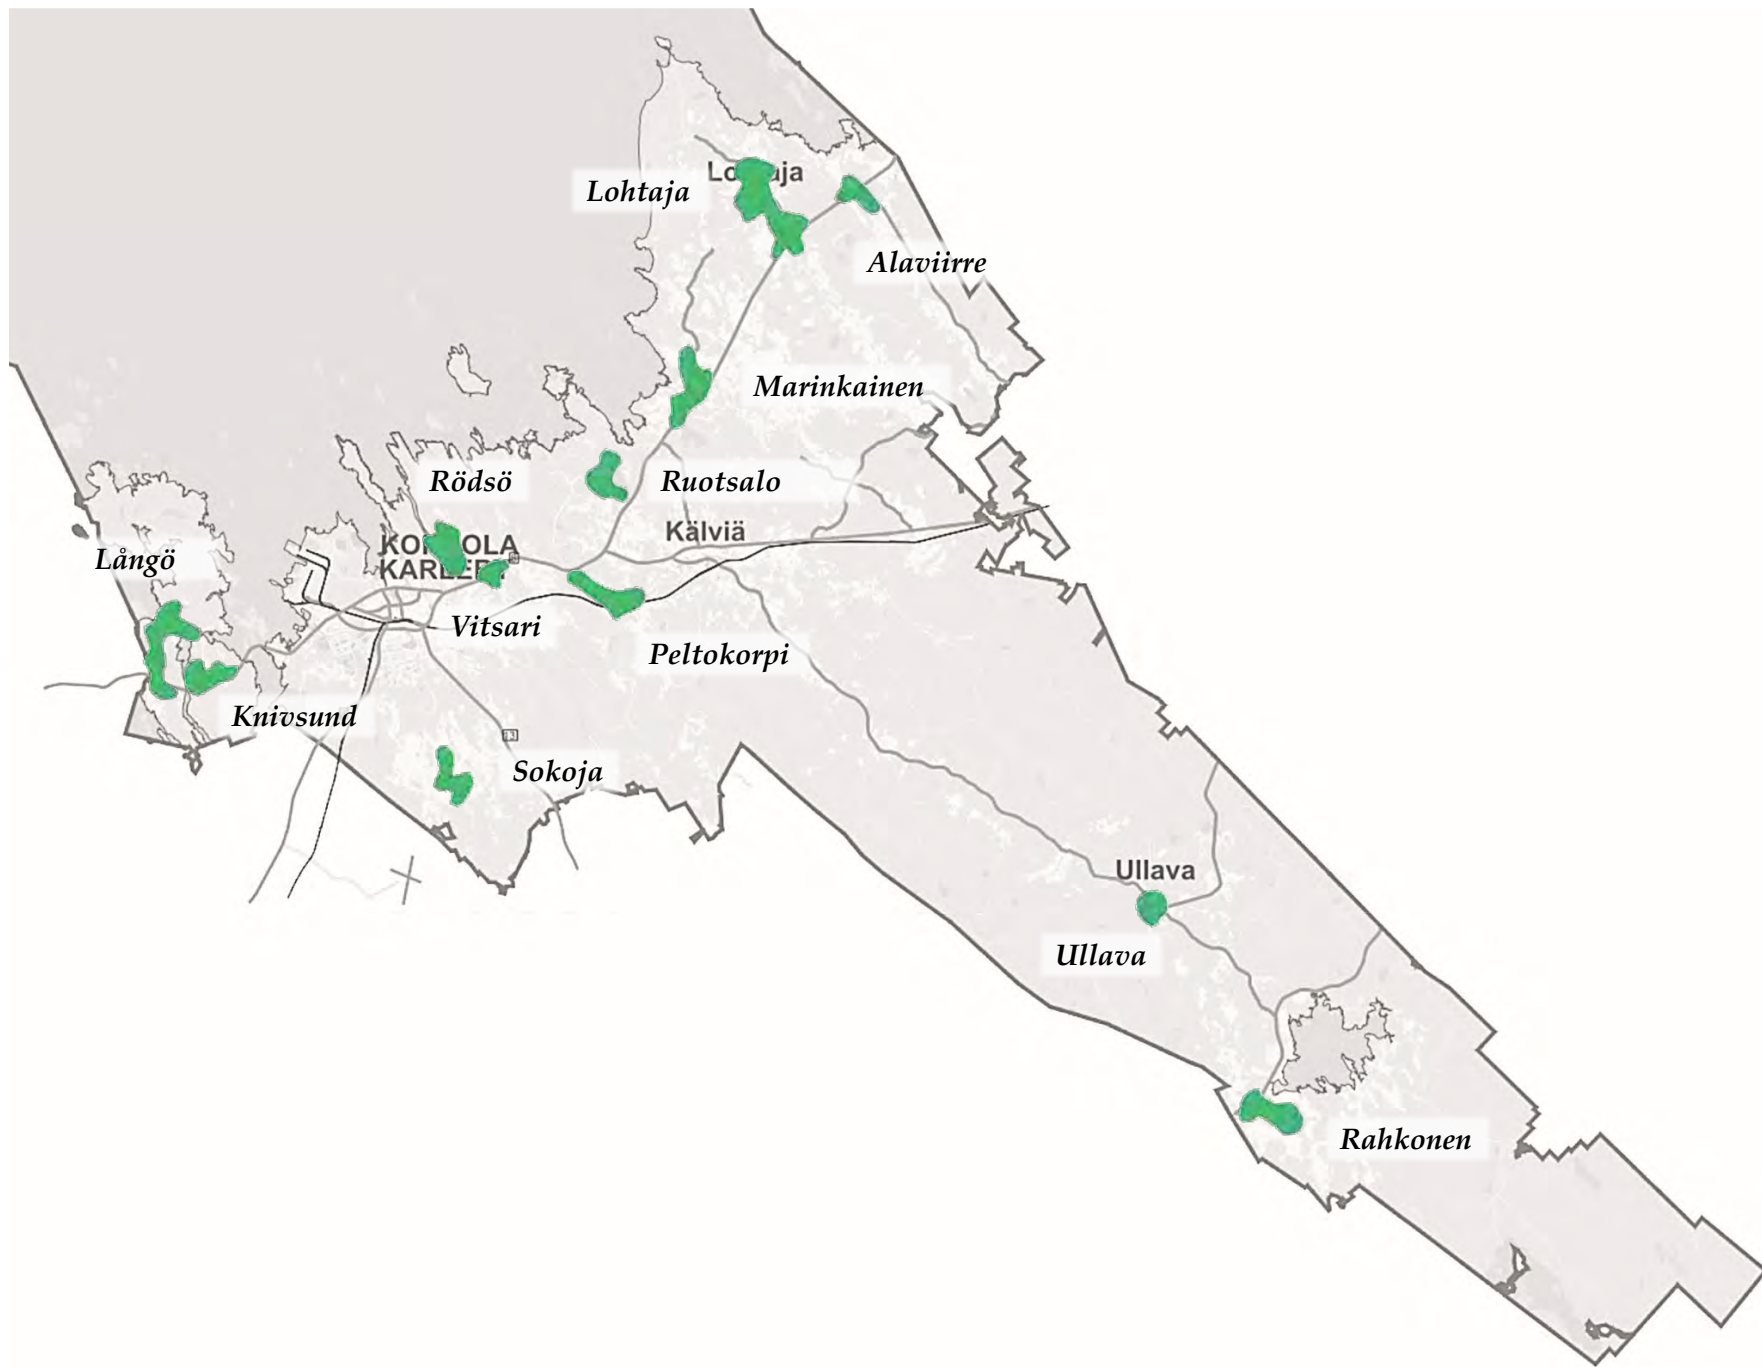 Lohtaja
Alaviirre
Marinkainen
Rödsö
Ruotsalo
Kälviä
Långö
Vitsari
Peltokorpi
Knivsund
Sokoja
Ullava
Ullava
Rahkonen